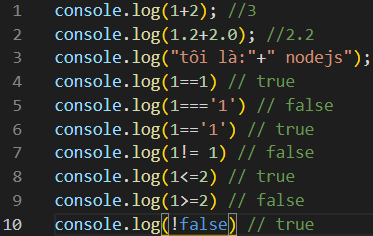 1 console.log(1+2); //3
2 console.log(1.2+2.0); //2.2
3 console.log("tôi là:"+" nodejs");
4 console.log(1==1) // true
5 console.log(1==='1') // false
6 console.log(1=='1') // true
7 console.log(1!= 1) // false
8 console.log(1<=2) // true
9 console.log(1>=2) // false
10 console.log(!false) // true